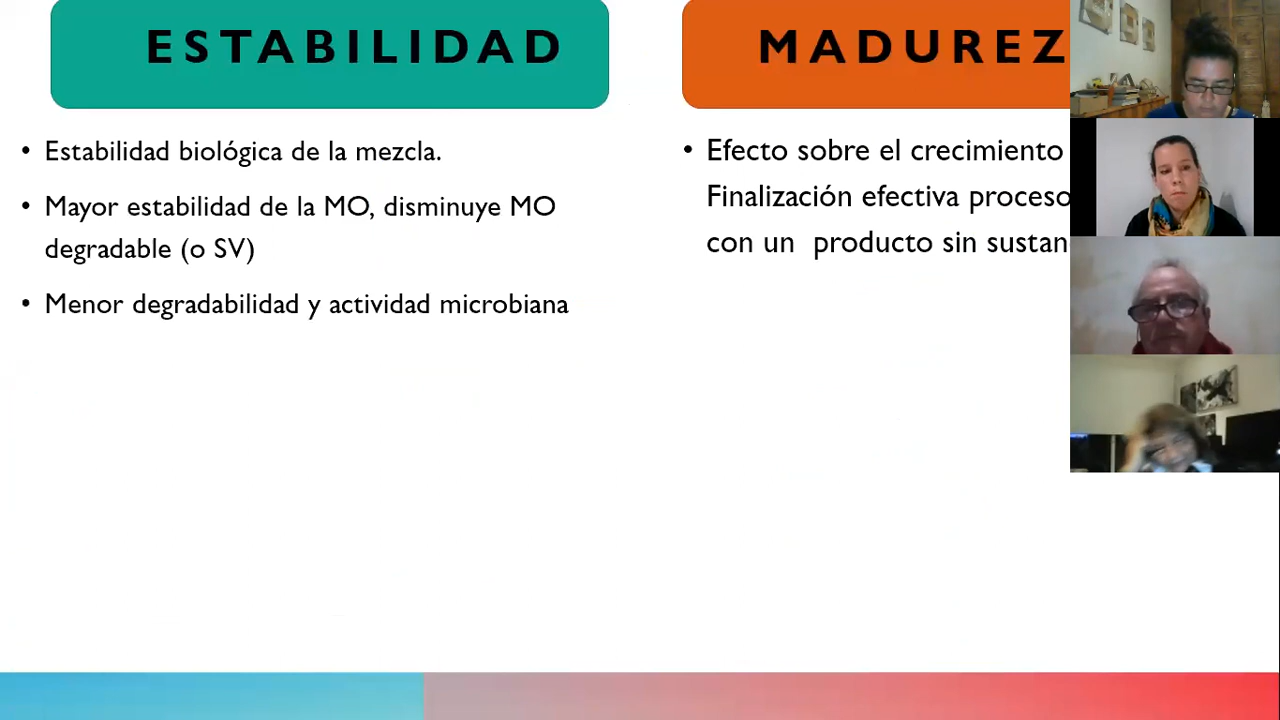 ESTABILIDAD
Estabilidad biológica de la mezcla.
Mayor estabilidad de la MO, disminuye MO
degradable (o SV)
Menor degradabilidad y actividad microbiana
MADUREZ
Efecto sobre el crecimiento
Finalización efectiva proceso
con un producto sin